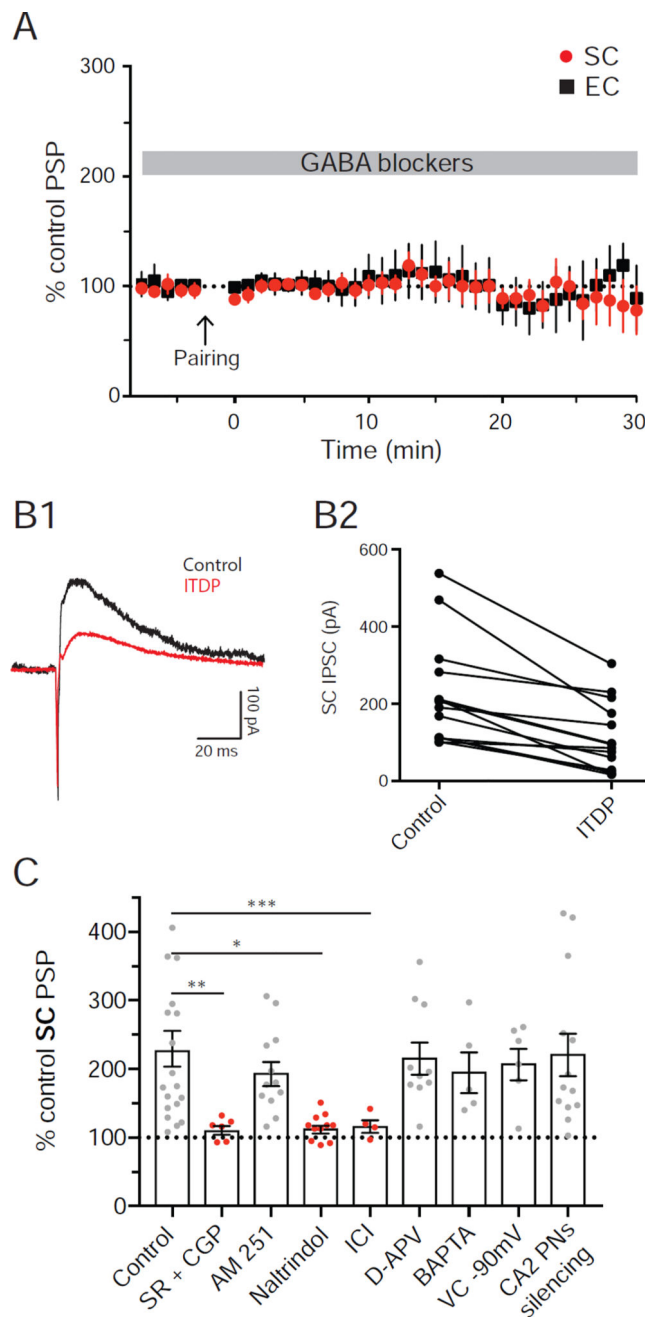 A
300
200
100
0
% control PSP
SC
EC
GABA blockers
Pairing
0
10
20
30
Time (min)
B1
Control
ITDP
100 pA
20 ms
B2
600
400
200
0
SC IPSC (pA)
Control
ITDP
C
***
*
**
400
300
250
200
150
100
0
% control SC PSP
Control
SR + CGP
AM 251
Naltrindol
ICI
D-APV
BAPTA
VC -90mV
CA2 PNs
silencing